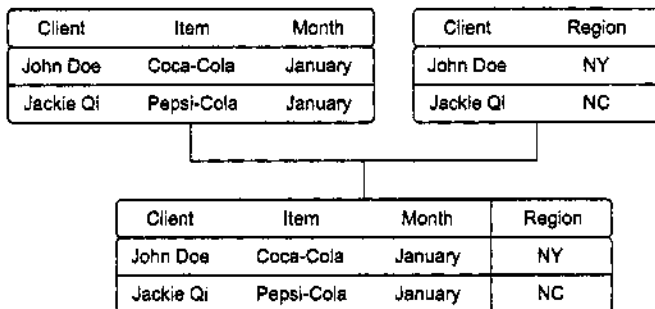 Client Item Month
John Doe Coca-Cola January
Jackie Qi Pepsi-Cola January
Client Region
John Doe NY
Jackie Qi NC
Client Item Month Region
John Doe Coca-Cola January NY
Jackie Qi Pepsi-Cola January NC